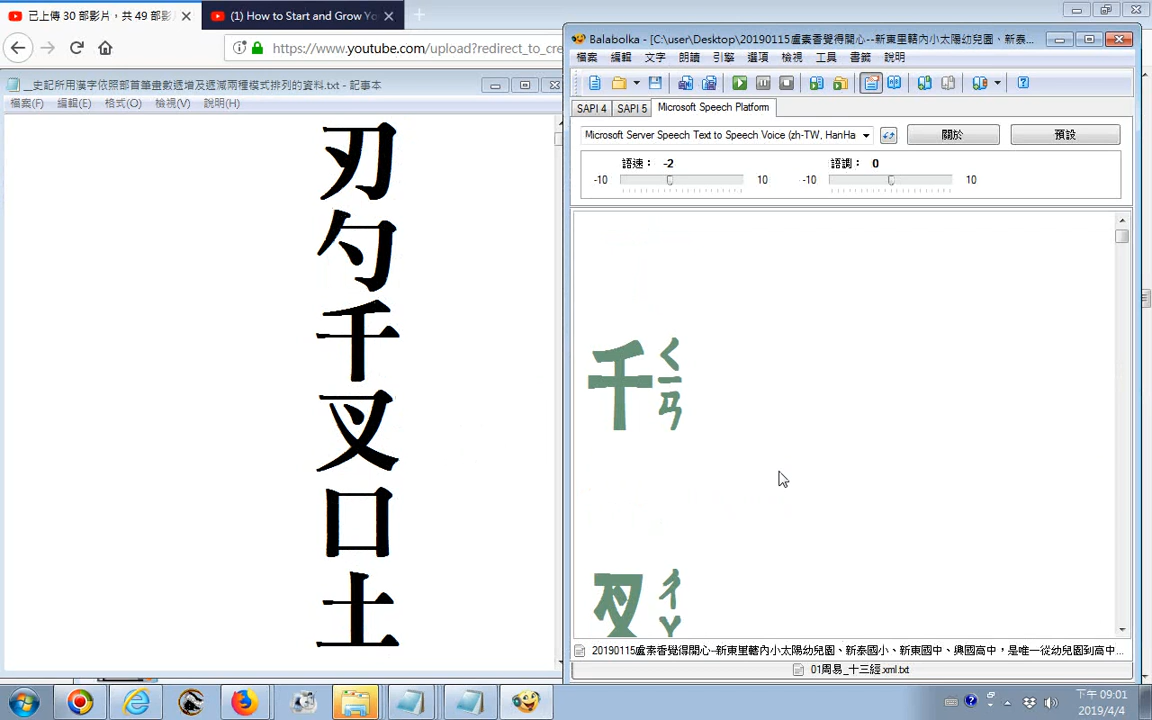 已上傳 30 部影片，共 49 部影
(1) How to Start and Grow Yo
https://www.youtube.com/upload?redirect_to_cre
__史記所用漢字依照部首筆畫數遞增及遞減兩種模式排列的資料.txt - 記事本
檔案(F) 編輯(E) 格式(O) 檢視(V) 說明(H)
刃
勺
千
叉
口
土
Balabolka - [C:\user\Desktop\20190115盧素香覺得開心--新東里轄內小太陽幼兒園、新泰...
檔案 編輯 文字 朗讀 引擎 選項 檢視 工具 書籤 說明
SAPI 4 SAPI 5 Microsoft Speech Platform
Microsoft Server Speech Text to Speech Voice (zh-TW, HanHa
關於 預設
語速： -2 語調： 0
-10 10 -10 10
千 ㄑㄧㄢ
叉 ㄔㄚ
20190115盧素香覺得開心--新東里轄內小太陽幼兒園、新泰國小、新東國中、興國高中，是唯一從幼兒園到高中...
01周易_十三經.xml.txt
下午 09:01
2019/4/4